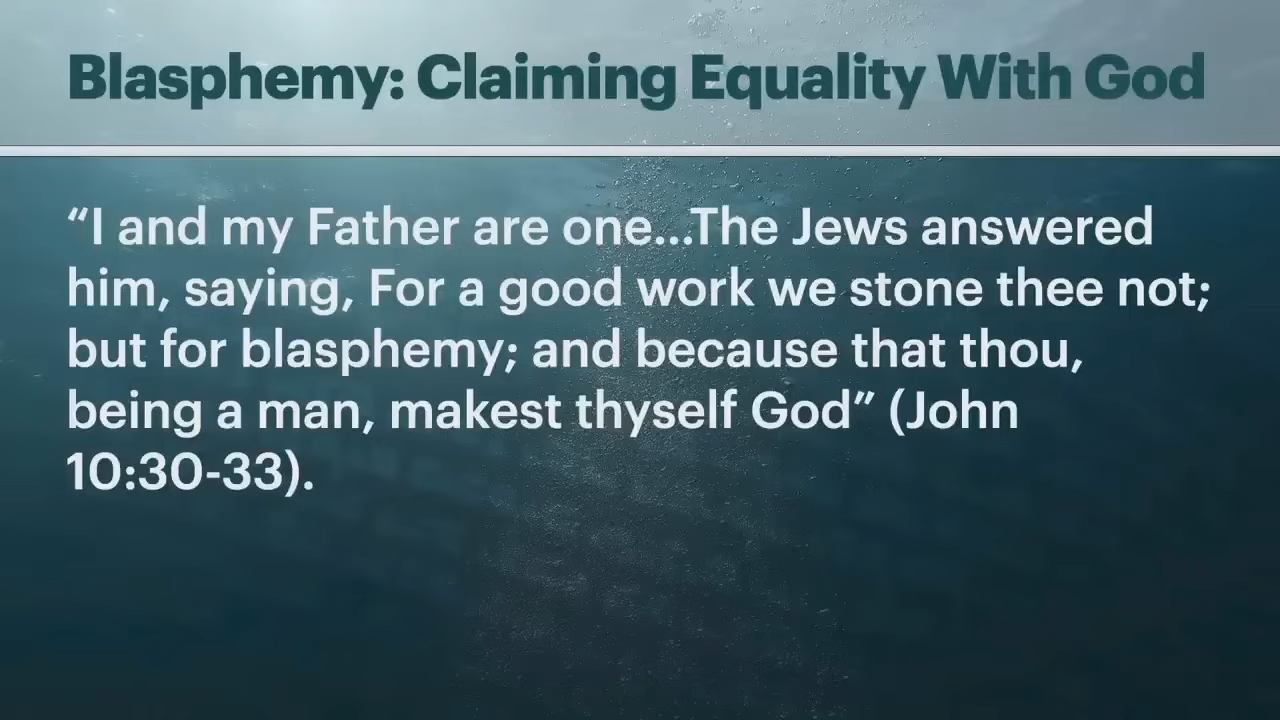 Blasphemy: Claiming Equality With God
“I and my Father are one...The Jews answered
him, saying, For a good work we stone thee not;
but for blasphemy; and because that thou,
being a man, makest thyself God” (John
10:30-33).